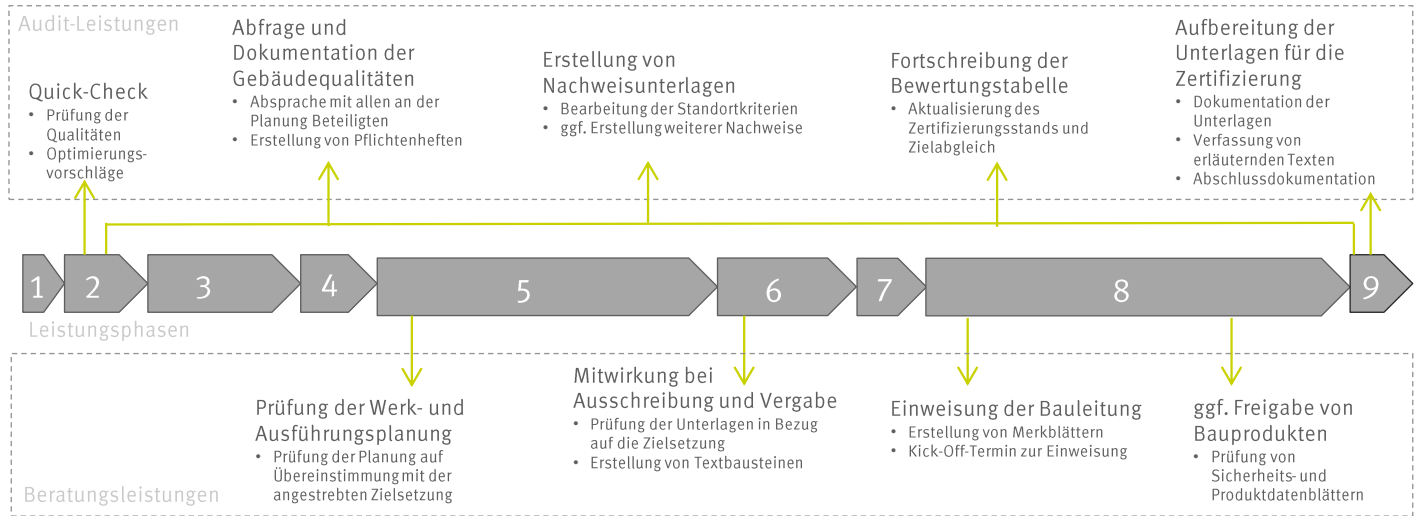 Audit-Leistungen
Quick-Check
• Prüfung der
Qualitäten
• Optimierungs-
vorschläge
Abfrage und
Dokumentation der
Gebäudequalitäten
• Absprache mit allen an der
Planung Beteiligten
• Erstellung von Pflichtenheften
Erstellung von
Nachweisunterlagen
• Bearbeitung der Standortkriterien
• ggf. Erstellung weiterer Nachweise
Fortschreibung der
Bewertungstabelle
• Aktualisierung des
Zertifizierungsstands und
Zielabgleich
Aufbereitung der
Unterlagen für die
Zertifizierung
• Dokumentation der
Unterlagen
• Verfassung von
erläuternden Texten
• Abschlussdokumentation
1
2
3
4
5
6
7
8
9
Leistungsphasen
Prüfung der Werk- und
Ausführungsplanung
• Prüfung der Planung auf
Übereinstimmung mit der
angestrebten Zielsetzung
Mitwirkung bei
Ausschreibung und Vergabe
• Prüfung der Unterlagen in Bezug
auf die Zielsetzung
• Erstellung von Textbausteinen
Einweisung der Bauleitung
• Erstellung von Merkblättern
• Kick-Off-Termin zur Einweisung
ggf. Freigabe von
Bauprodukten
• Prüfung von
Sicherheits- und
Produktdatenblättern
Beratungsleistungen